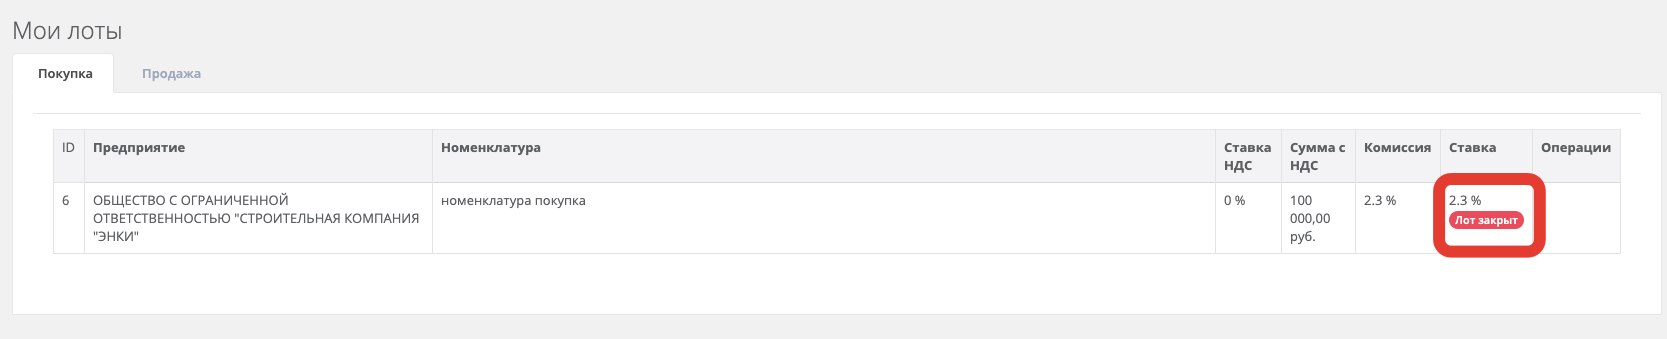 Мои лоты
Покупка
Продажа
ID
Предприятие
Номенклатура
Ставка
НДС
Сумма с
НДС
Комиссия
Ставка
Операции
6
ОБЩЕСТВО С ОГРАНИЧЕННОЙ
ОТВЕТСТВЕННОСТЬЮ "СТРОИТЕЛЬНАЯ КОМПАНИЯ
"ЭНКИ"
номенклатура покупка
0 %
100
000,00
руб.
2.3 %
2.3 %
Лот закрыт